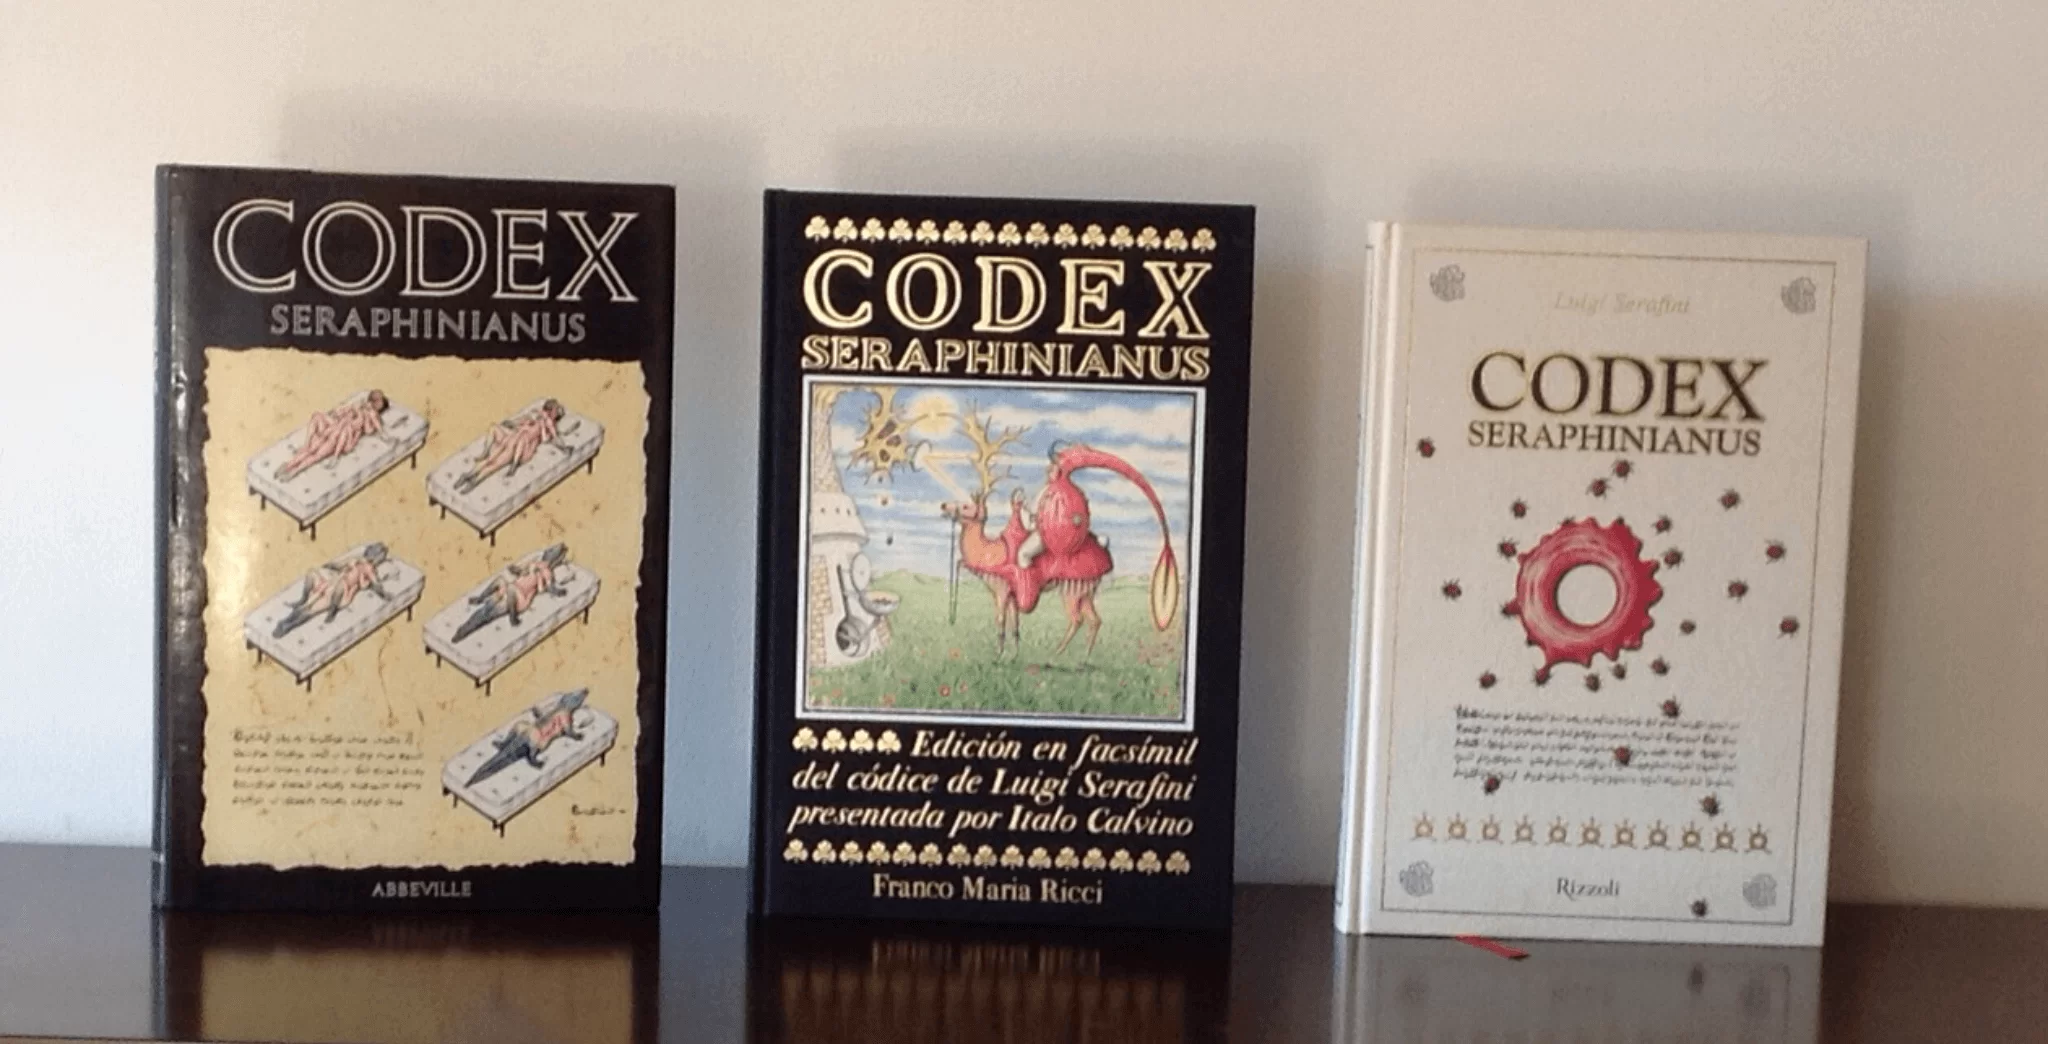 CODEX
SERAPHINIANUS
ABBEVILLE
CODEX
SERAPHINIANUS
Edición en facsímil
del códice de Luigi Serafini
presentada por Italo Calvino
Franco Maria Ricci
Luigi Serafini
CODEX
SERAPHINIANUS
Rizzoli